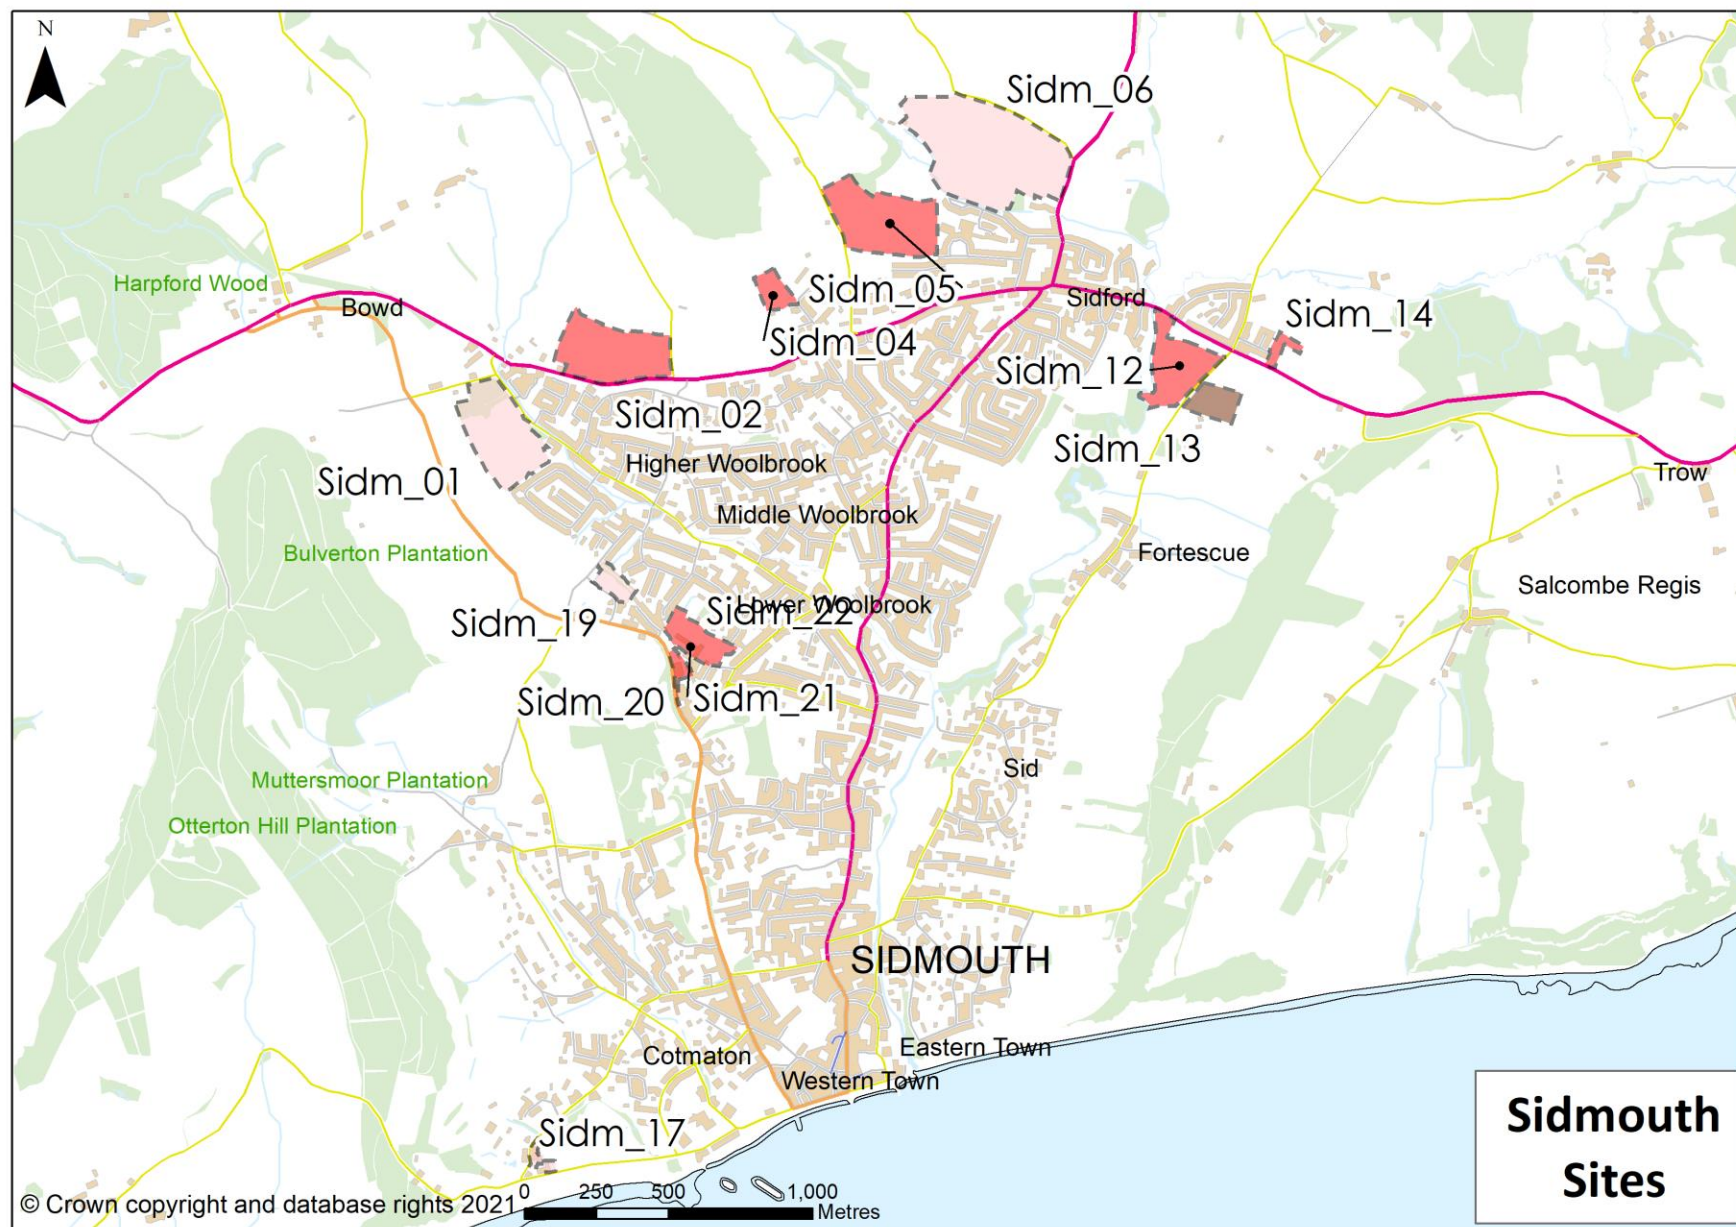 N
Sidm_06
Harpford Wood
Bowd
Sidm_05
Sidford
Sidm_14
Sidm_04
Sidm_12
Sidm_02
Sidm_13
Higher Woolbrook
Sidm_01
Trow
Middle Woolbrook
Bulverton Plantation
Fortescue
Salcombe Regis
Sidm_22
Lower Woolbrook
Sidm_19
Sidm_20
Sidm_21
Sid
Muttersmoor Plantation
Otterton Hill Plantation
SIDMOUTH
Eastern Town
Cotmaton
Western Town
Sidm_17
Sidmouth
Sites
© Crown copyright and database rights 2021
0 250 500 1,000
Metres